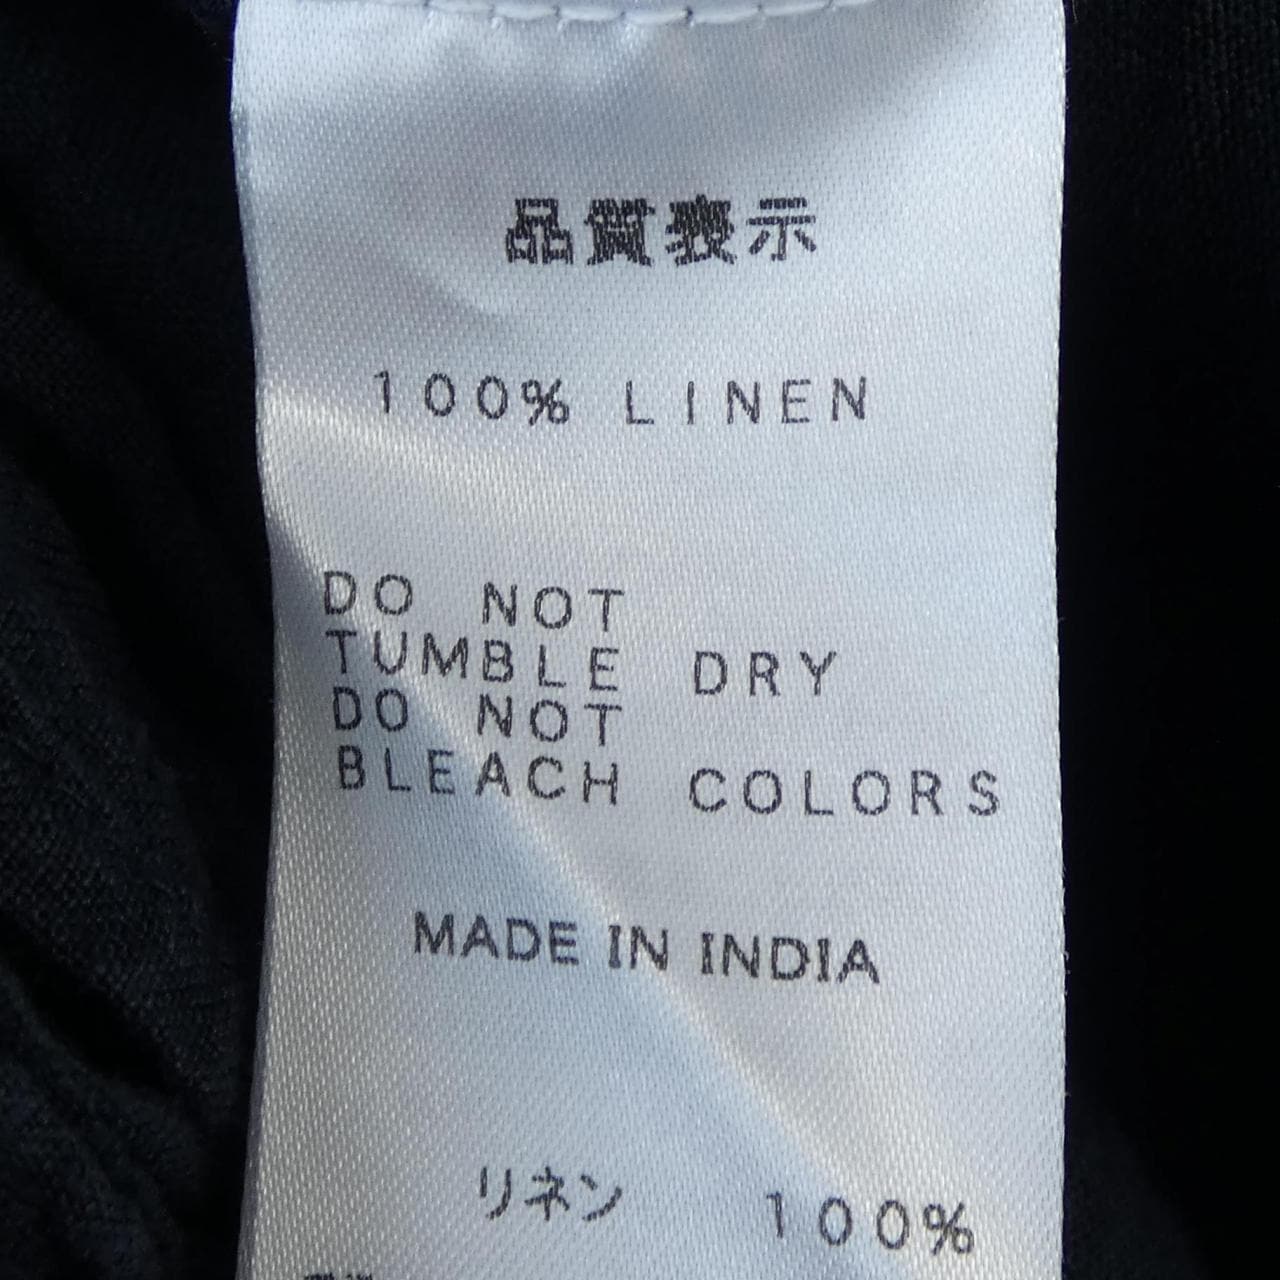 品質表示
100% LINEN
DO NOT
TUMBLE DRY
DO NOT
BLEACH COLORS
MADE IN INDIA
リネン 100%